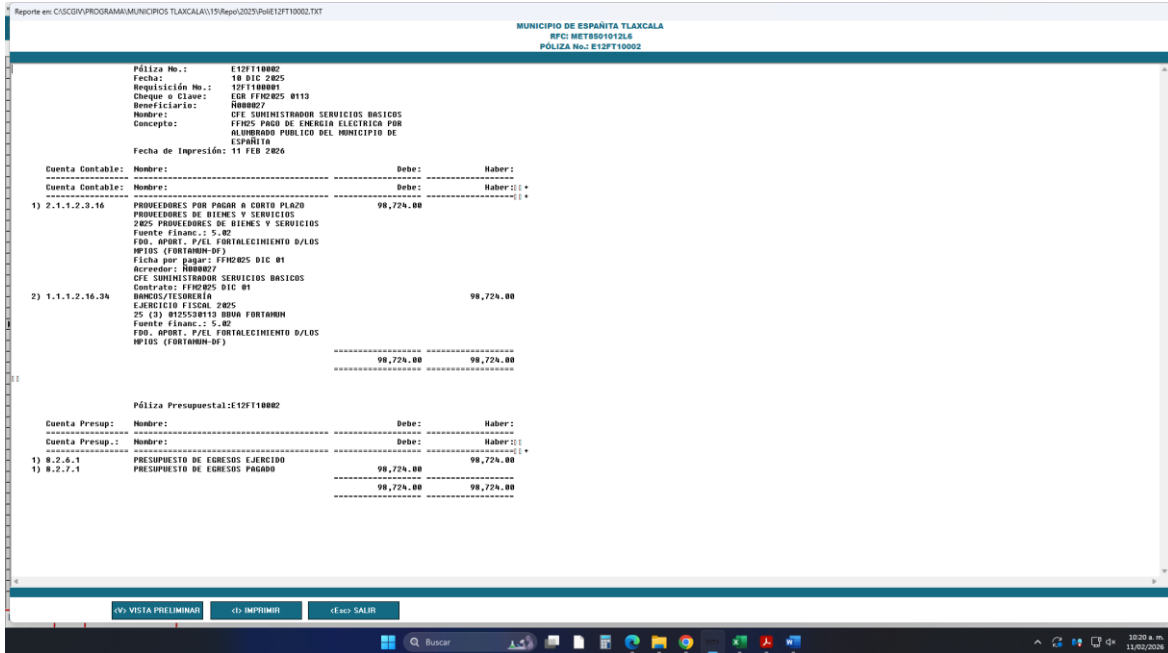 Reporte en: C:\SCGIV\PROGRAMA\MUNICIPIOS TLAXCALA\\15\Repo\2025\PoliE12FT10002.TXT
MUNICIPIO DE ESPAÑITA TLAXCALA
RFC: MET8501012L6
PÓLIZA No.: E12FT10002
Póliza No.: E12FT10002
Fecha: 10 DIC 2025
Requisición No.: 12FT100001
Cheque o Clave: EGR FFM2025 0113
Beneficiario: Ñ000027
Nombre: CFE SUMINISTRADOR SERVICIOS BASICOS
Concepto: FFM25 PAGO DE ENERGIA ELECTRICA POR
ALUMBRADO PUBLICO DEL MUNICIPIO DE
ESPAÑITA
Fecha de Impresión: 11 FEB 2026
Cuenta Contable: Nombre: Debe: Haber:
Cuenta Contable: Nombre: Debe: Haber:
1) 2.1.1.2.3.16 PROVEEDORES POR PAGAR A CORTO PLAZO 98,724.00
PROVEEDORES DE BIENES Y SERVICIOS
2025 PROVEEDORES DE BIENES Y SERVICIOS
Fuente financ.: 5.02
FDO. APORT. P/EL FORTALECIMIENTO D/LOS
MPIOS (FORTAMUN-DF)
Ficha por pagar: FFM2025 DIC 01
Acreedor: Ñ000027
CFE SUMINISTRADOR SERVICIOS BASICOS
Contrato: FFM2025 DIC 01
2) 1.1.1.2.16.34 BANCOS/TESORERÍA 98,724.00
EJERCICIO FISCAL 2025
25 (3) 0125530113 BBVA FORTAMUN
Fuente financ.: 5.02
FDO. APORT. P/EL FORTALECIMIENTO D/LOS
MPIOS (FORTAMUN-DF)
98,724.00 98,724.00
Póliza Presupuestal:E12FT10002
Cuenta Presup: Nombre: Debe: Haber:
Cuenta Presup.: Nombre: Debe: Haber:
1) 8.2.6.1 PRESUPUESTO DE EGRESOS EJERCIDO 98,724.00
1) 8.2.7.1 PRESUPUESTO DE EGRESOS PAGADO 98,724.00
98,724.00 98,724.00
<V> VISTA PRELIMINAR <I> IMPRIMIR <Esc> SALIR
Buscar
10:20 a. m.
11/02/2026